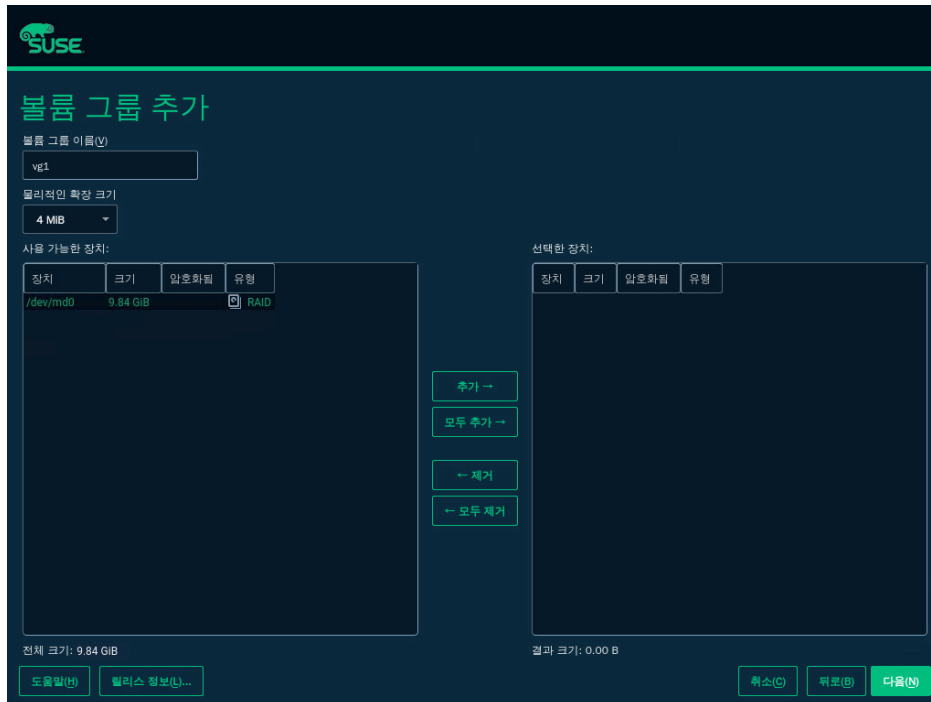 SUSE
볼륨 그룹 추가
볼륨 그룹 이름(V)
vg1
물리적인 확장 크기
4 MiB
사용 가능한 장치:
장치 크기 암호화됨 유형
/dev/md0 9.84 GiB RAID
전체 크기: 9.84 GiB
추가 →
모두 추가 →
← 제거
← 모두 제거
선택한 장치:
장치 크기 암호화됨 유형
결과 크기: 0.00 B
도움말(H) 릴리스 정보(L)... 취소(C) 뒤로(B) 다음(N)